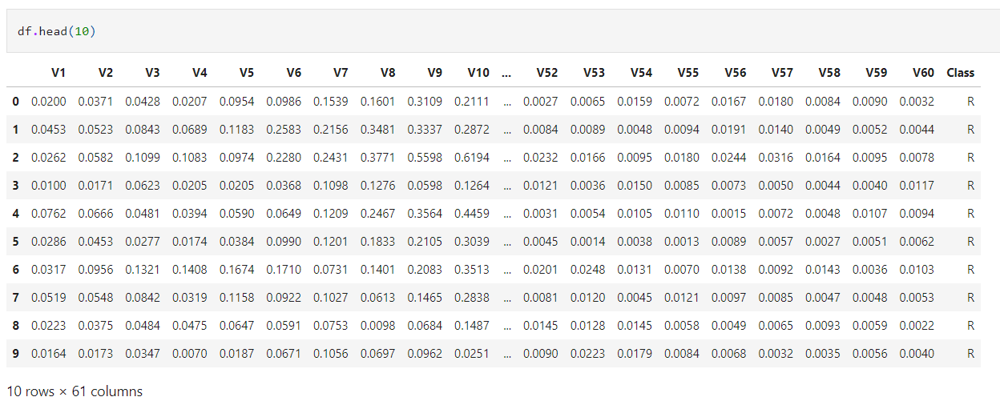 df.head(10)
V1 V2 V3 V4 V5 V6 V7 V8 V9 V10 ... V52 V53 V54 V55 V56 V57 V58 V59 V60 Class
0 0.0200 0.0371 0.0428 0.0207 0.0954 0.0986 0.1539 0.1601 0.3109 0.2111 ... 0.0027 0.0065 0.0159 0.0072 0.0167 0.0180 0.0084 0.0090 0.0032 R
1 0.0453 0.0523 0.0843 0.0689 0.1183 0.2583 0.2156 0.3481 0.3337 0.2872 ... 0.0084 0.0089 0.0048 0.0094 0.0191 0.0140 0.0049 0.0052 0.0044 R
2 0.0262 0.0582 0.1099 0.1083 0.0974 0.2280 0.2431 0.3771 0.5598 0.6194 ... 0.0232 0.0166 0.0095 0.0180 0.0244 0.0316 0.0164 0.0095 0.0078 R
3 0.0100 0.0171 0.0623 0.0205 0.0205 0.0368 0.1098 0.1276 0.0598 0.1264 ... 0.0121 0.0036 0.0150 0.0085 0.0073 0.0050 0.0044 0.0040 0.0117 R
4 0.0762 0.0666 0.0481 0.0394 0.0590 0.0649 0.1209 0.2467 0.3564 0.4459 ... 0.0031 0.0054 0.0105 0.0110 0.0015 0.0072 0.0048 0.0107 0.0094 R
5 0.0286 0.0453 0.0277 0.0174 0.0384 0.0990 0.1201 0.1833 0.2105 0.3039 ... 0.0045 0.0014 0.0038 0.0013 0.0089 0.0057 0.0027 0.0051 0.0062 R
6 0.0317 0.0956 0.1321 0.1408 0.1674 0.1710 0.0731 0.1401 0.2083 0.3513 ... 0.0201 0.0248 0.0131 0.0070 0.0138 0.0092 0.0143 0.0036 0.0103 R
7 0.0519 0.0548 0.0842 0.0319 0.1158 0.0922 0.1027 0.0613 0.1465 0.2838 ... 0.0081 0.0120 0.0045 0.0121 0.0097 0.0085 0.0047 0.0048 0.0053 R
8 0.0223 0.0375 0.0484 0.0475 0.0647 0.0591 0.0753 0.0098 0.0684 0.1487 ... 0.0145 0.0128 0.0145 0.0058 0.0049 0.0065 0.0093 0.0059 0.0022 R
9 0.0164 0.0173 0.0347 0.0070 0.0187 0.0671 0.1056 0.0697 0.0962 0.0251 ... 0.0090 0.0223 0.0179 0.0084 0.0068 0.0032 0.0035 0.0056 0.0040 R
10 rows × 61 columns